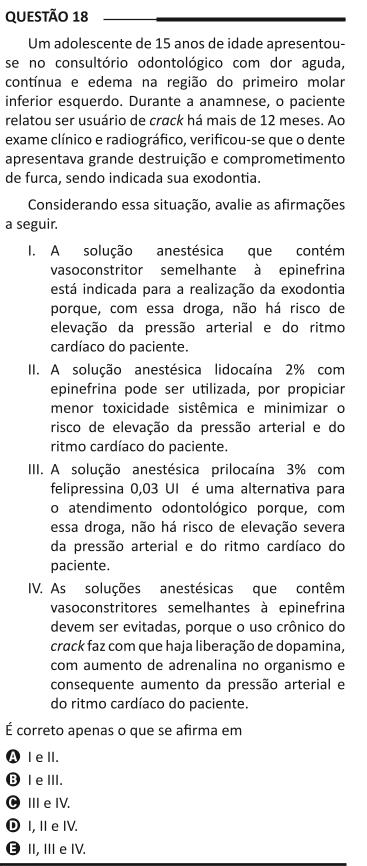 QUESTÃO 18
Um adolescente de 15 anos de idade apresentou-
se no consultório odontológico com dor aguda,
contínua e edema na região do primeiro molar
inferior esquerdo. Durante a anamnese, o paciente
relatou ser usuário de crack há mais de 12 meses. Ao
exame clínico e radiográfico, verificou-se que o dente
apresentava grande destruição e comprometimento
de furca, sendo indicada sua exodontia.
Considerando essa situação, avalie as afirmações
a seguir.
I. A solução anestésica que contém
vasoconstritor semelhante à epinefrina
está indicada para a realização da exodontia
porque, com essa droga, não há risco de
elevação da pressão arterial e do ritmo
cardíaco do paciente.
II. A solução anestésica lidocaína 2% com
epinefrina pode ser utilizada, por propiciar
menor toxicidade sistêmica e minimizar o
risco de elevação da pressão arterial e do
ritmo cardíaco do paciente.
III. A solução anestésica prilocaína 3% com
felipressina 0,03 UI é uma alternativa para
o atendimento odontológico porque, com
essa droga, não há risco de elevação severa
da pressão arterial e do ritmo cardíaco do
paciente.
IV. As soluções anestésicas que contêm
vasoconstritores semelhantes à epinefrina
devem ser evitadas, porque o uso crônico do
crack faz com que haja liberação de dopamina,
com aumento de adrenalina no organismo e
consequente aumento da pressão arterial e
do ritmo cardíaco do paciente.
É correto apenas o que se afirma em
A I e II.
B I e III.
C III e IV.
D I, II e IV.
E II, III e IV.